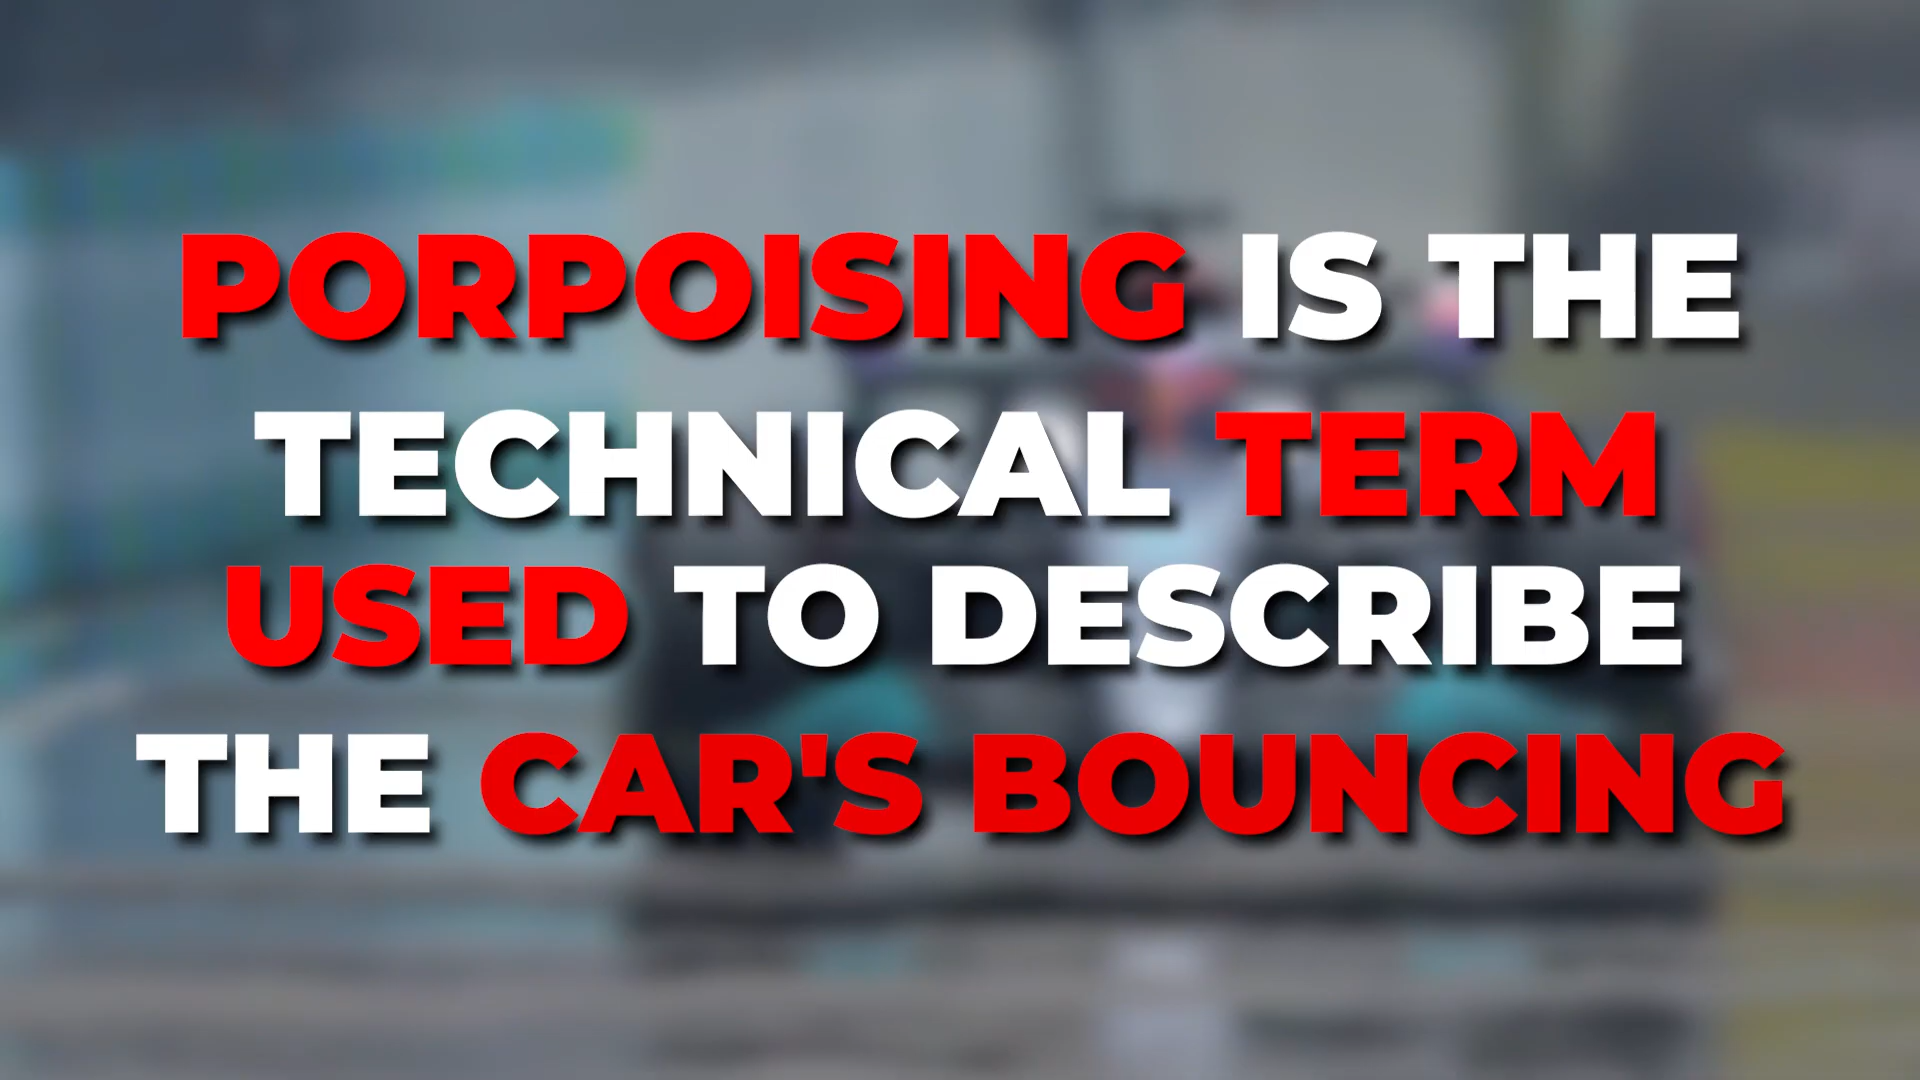 PORPOISING IS THE
TECHNICAL TERM
USED TO DESCRIBE
THE CAR'S BOUNCING